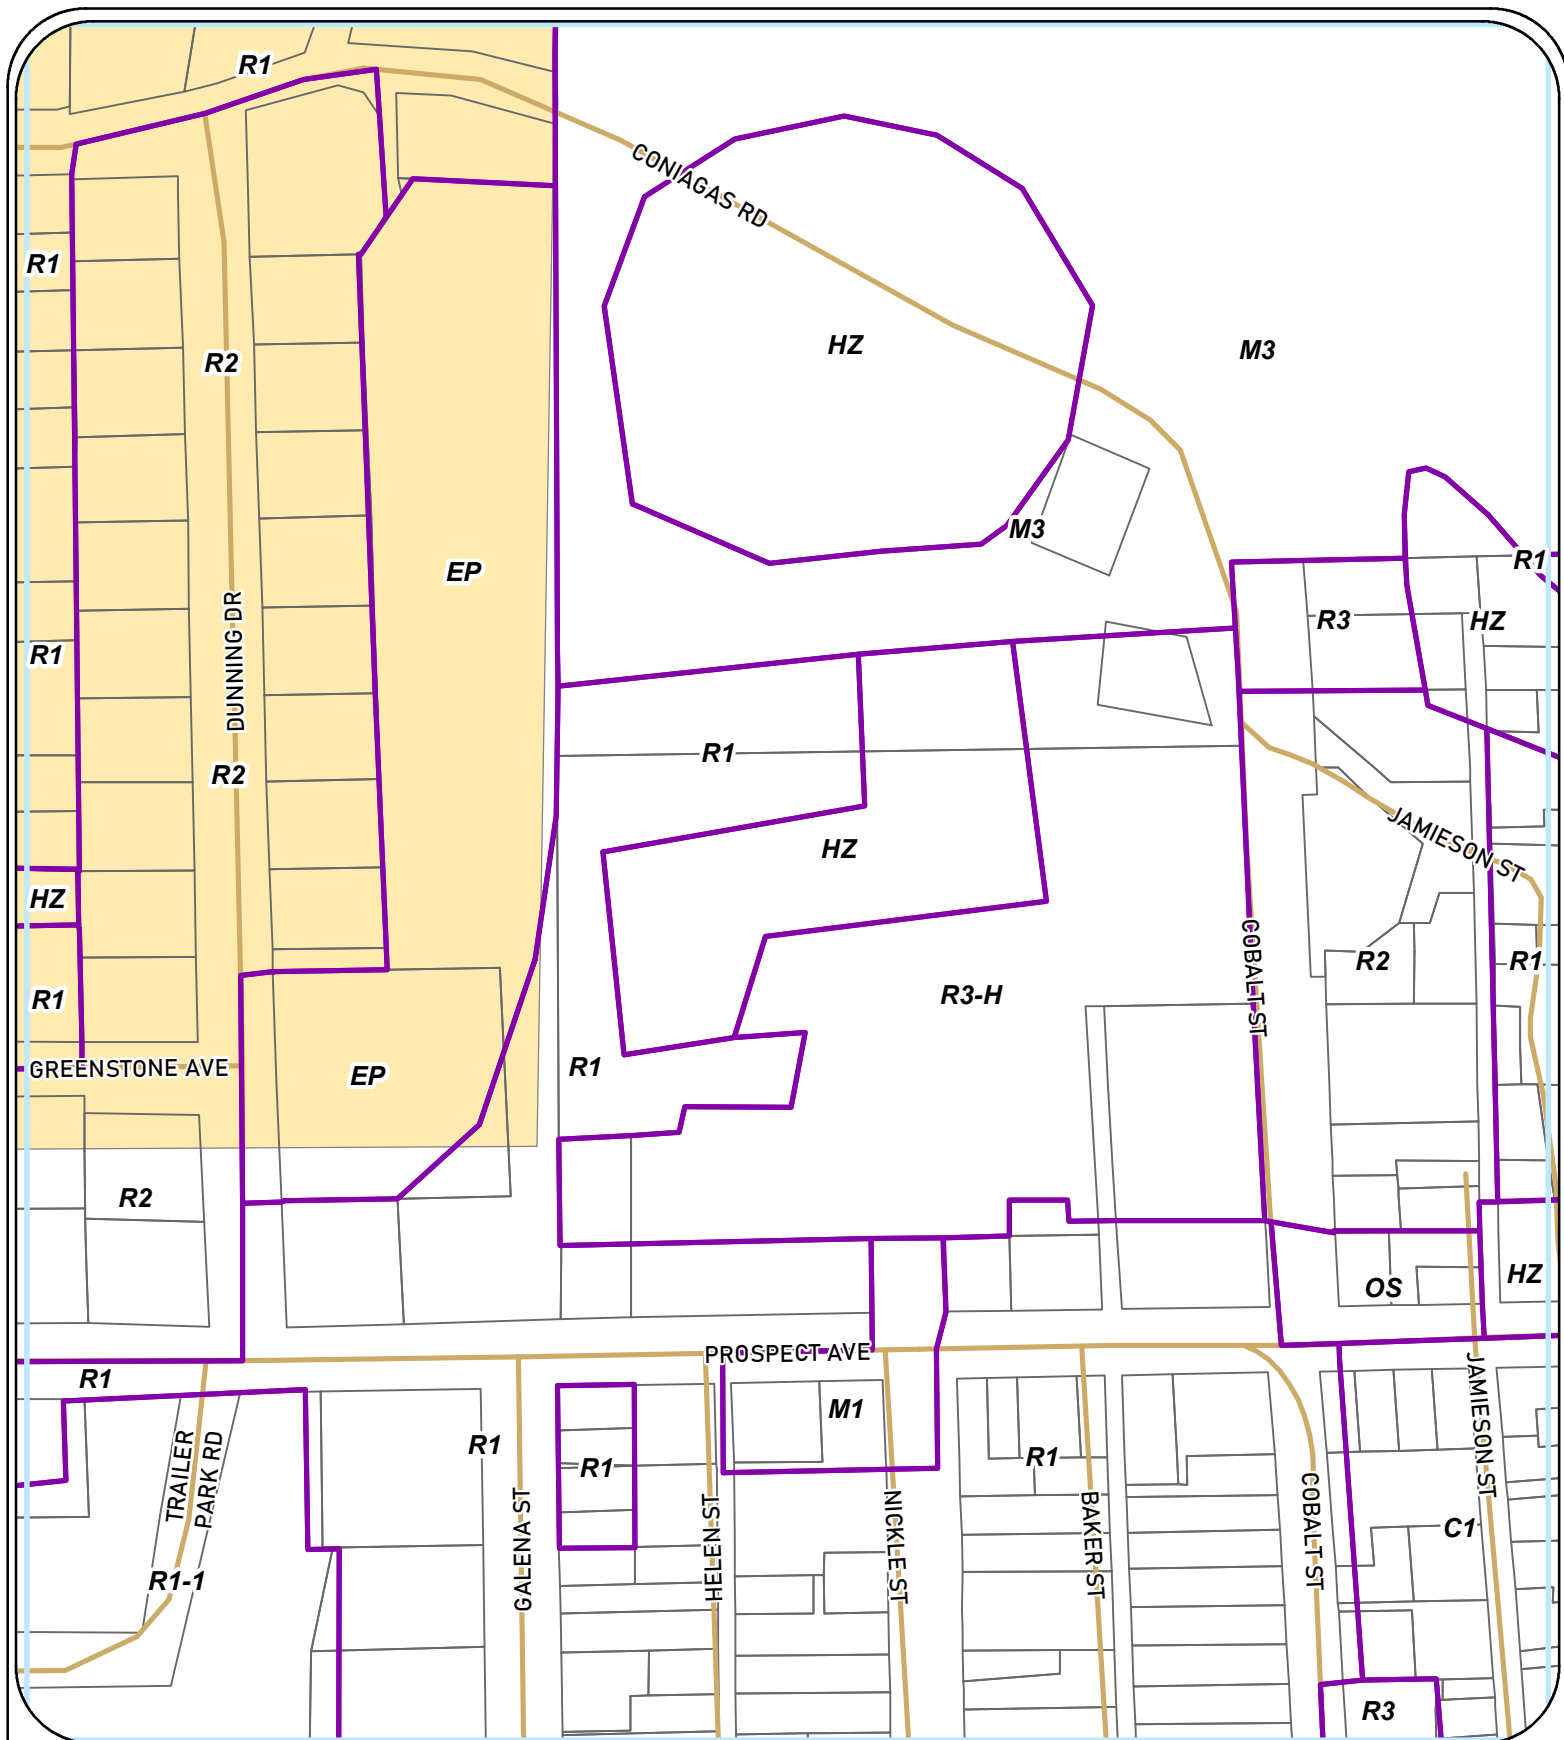 R1
CONIAGAS RD
R1
HZ
M3
R2
M3
EP
R1
DUNNING DR
R3
HZ
R1
R1
R2
JAMIESON ST
HZ
HZ
COBALT ST
R2
R1
R1
R3-H
GREENSTONE AVE
EP
R1
R2
OS
HZ
PROSPECT AVE
R1
M1
JAMIESON ST
R1
R1
R1
TRAILER
PARK RD
GALENA ST
HELEN ST
NICKLE ST
BAKER ST
COBALT ST
C1
R1-1
R3